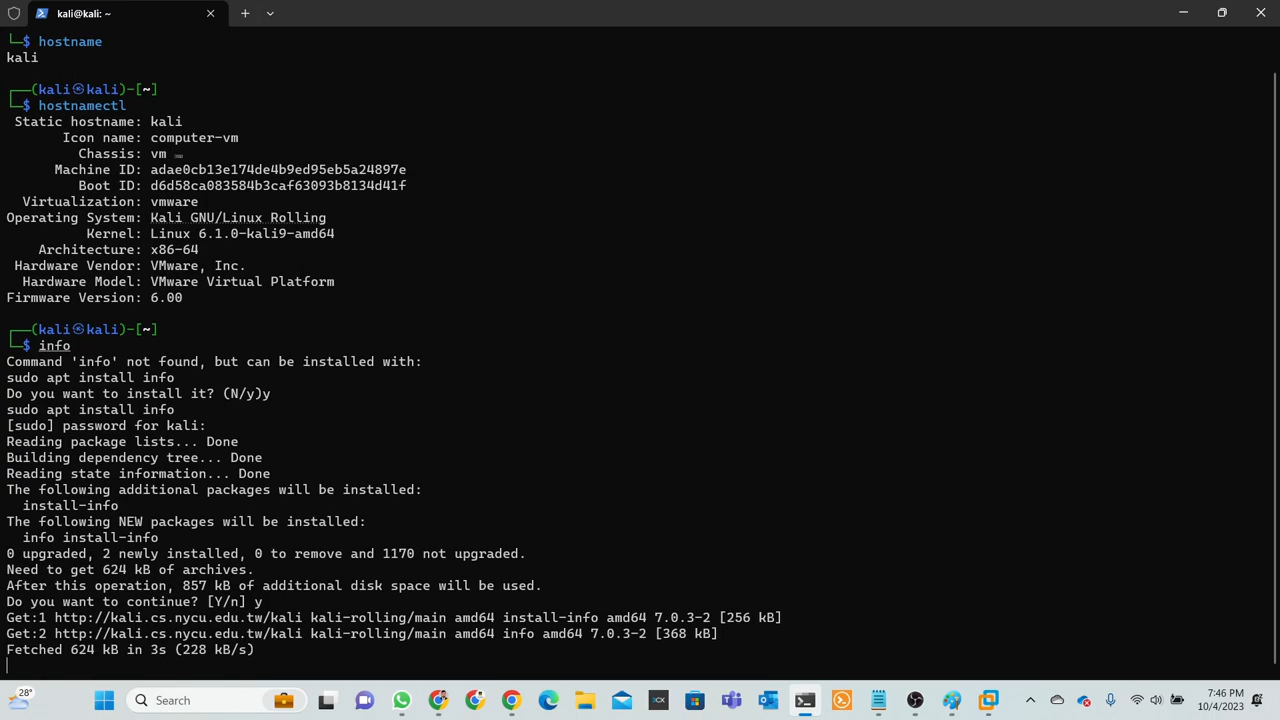 kali@kali: ~
└─$ hostname
kali
┌──(kali㉿kali)-[~]
└─$ hostnamectl
Static hostname: kali
Icon name: computer-vm
Chassis: vm
Machine ID: adae0cb13e174de4b9ed95eb5a24897e
Boot ID: d6d58ca083584b3caf63093b8134d41f
Virtualization: vmware
Operating System: Kali GNU/Linux Rolling
Kernel: Linux 6.1.0-kali9-amd64
Architecture: x86-64
Hardware Vendor: VMware, Inc.
Hardware Model: VMware Virtual Platform
Firmware Version: 6.00
┌──(kali㉿kali)-[~]
└─$ info
Command 'info' not found, but can be installed with:
sudo apt install info
Do you want to install it? (N/y)y
sudo apt install info
[sudo] password for kali:
Reading package lists... Done
Building dependency tree... Done
Reading state information... Done
The following additional packages will be installed:
install-info
The following NEW packages will be installed:
info install-info
0 upgraded, 2 newly installed, 0 to remove and 1170 not upgraded.
Need to get 624 kB of archives.
After this operation, 857 kB of additional disk space will be used.
Do you want to continue? [Y/n] y
Get:1 http://kali.cs.nycu.edu.tw/kali kali-rolling/main amd64 install-info amd64 7.0.3-2 [256 kB]
Get:2 http://kali.cs.nycu.edu.tw/kali kali-rolling/main amd64 info amd64 7.0.3-2 [368 kB]
Fetched 624 kB in 3s (228 kB/s)
28°
Search
CX
7:46 PM
10/4/2023